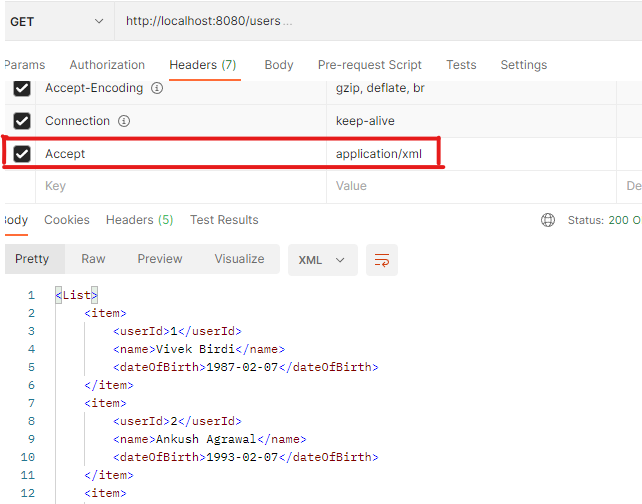 GET http://localhost:8080/users...
Params Authorization Headers (7) Body Pre-request Script Tests Settings
Accept-Encoding gzip, deflate, br
Connection keep-alive
Accept application/xml
Key Value De
Body Cookies Headers (5) Test Results Status: 200 O
Pretty Raw Preview Visualize XML
1 <List>
2 <item>
3 <userId>1</userId>
4 <name>Vivek Birdi</name>
5 <dateOfBirth>1987-02-07</dateOfBirth>
6 </item>
7 <item>
8 <userId>2</userId>
9 <name>Ankush Agrawal</name>
10 <dateOfBirth>1993-02-07</dateOfBirth>
11 </item>
12 <item>